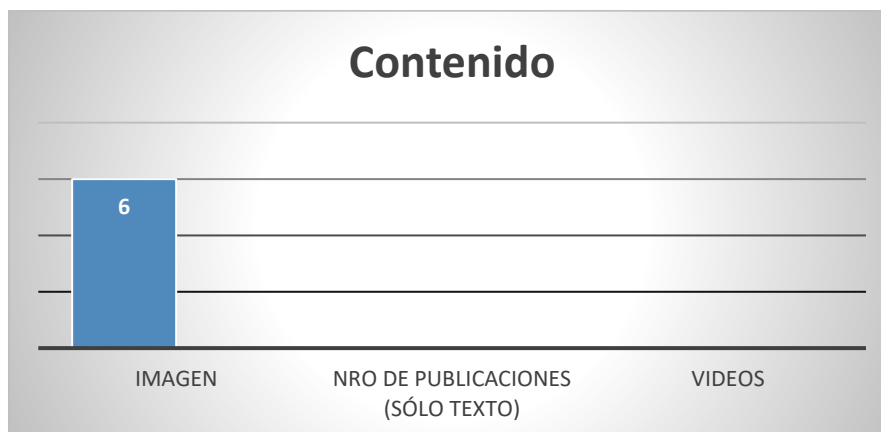 Contenido
6
IMAGEN
NRO DE PUBLICACIONES
(SÓLO TEXTO)
VIDEOS